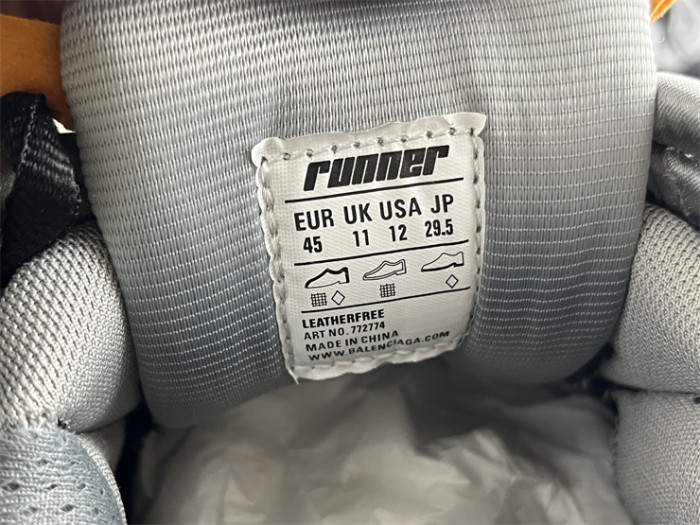 runner
EUR UK USA JP
45 11 12 29.5
LEATHERFREE
ART NO. 772774
MADE IN CHINA
WWW.BALENCIAGA.COM